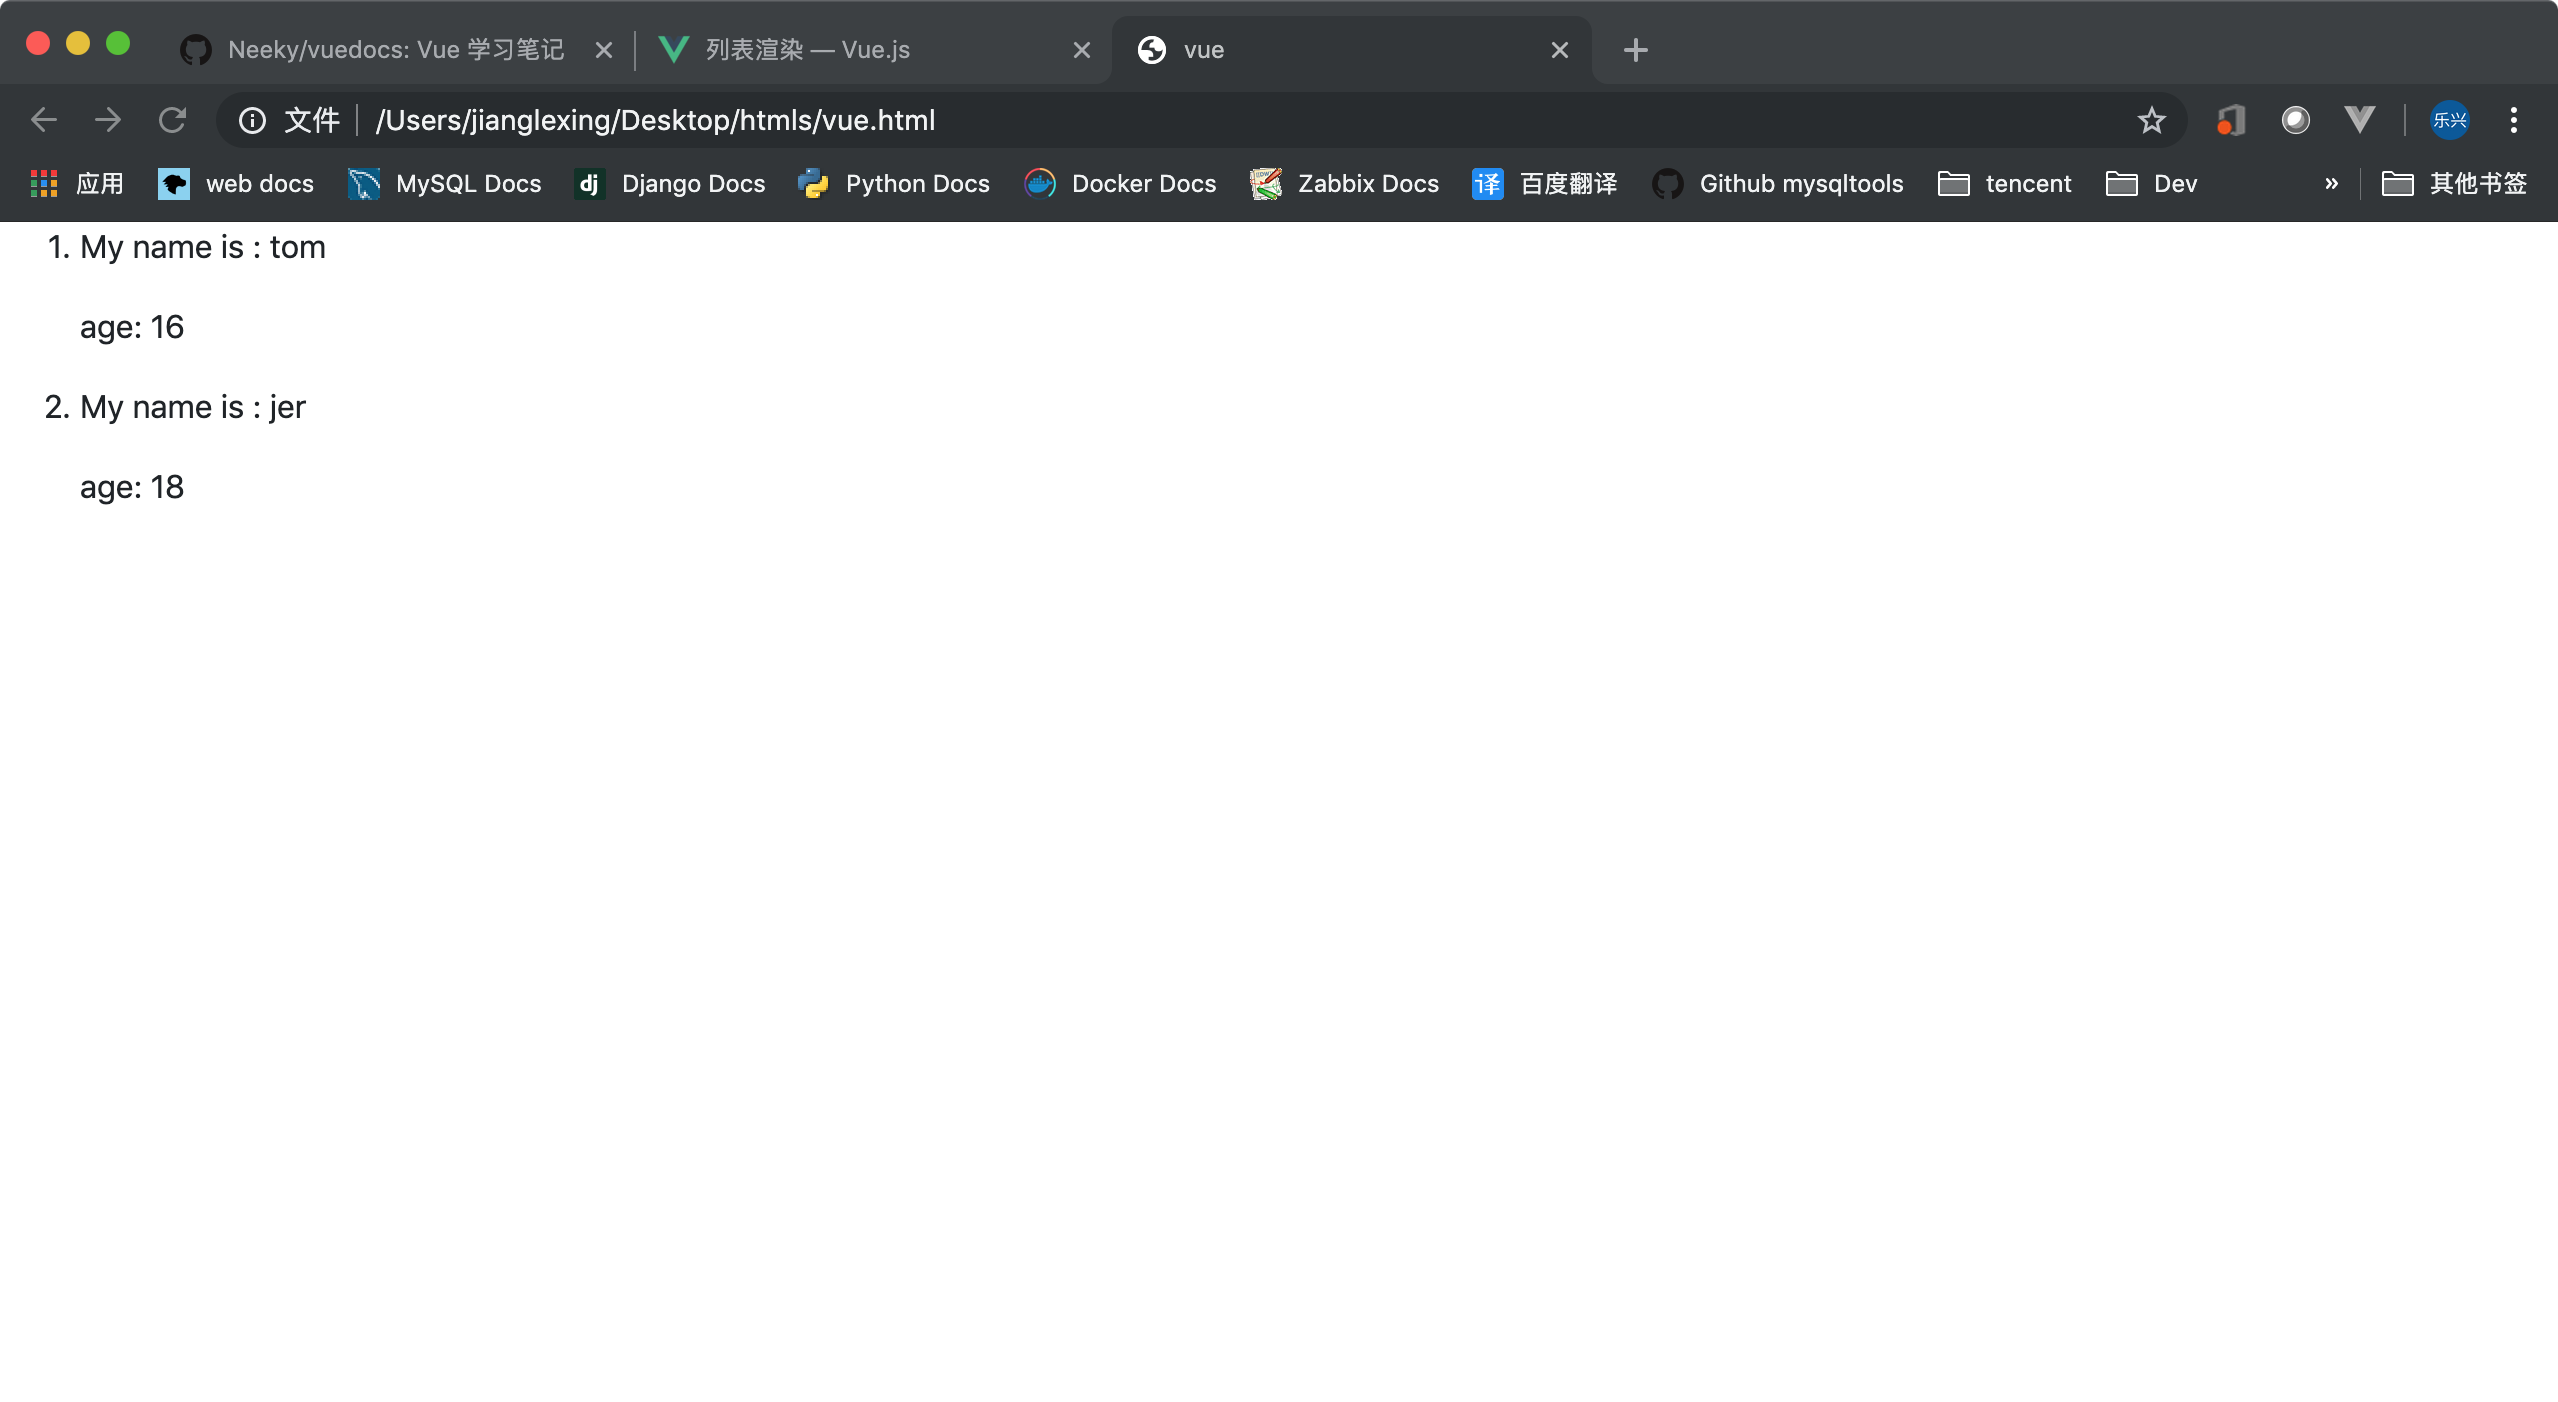 Neeky/vuedocs: Vue 学习笔记
列表渲染 — Vue.js
vue
文件
/Users/jianglexing/Desktop/htmls/vue.html
乐兴
应用
web docs
MySQL Docs
dj Django Docs
Python Docs
Docker Docs
Zabbix Docs
译 百度翻译
Github mysqltools
tencent
Dev
»
其他书签
1. My name is : tom
age: 16
2. My name is : jer
age: 18